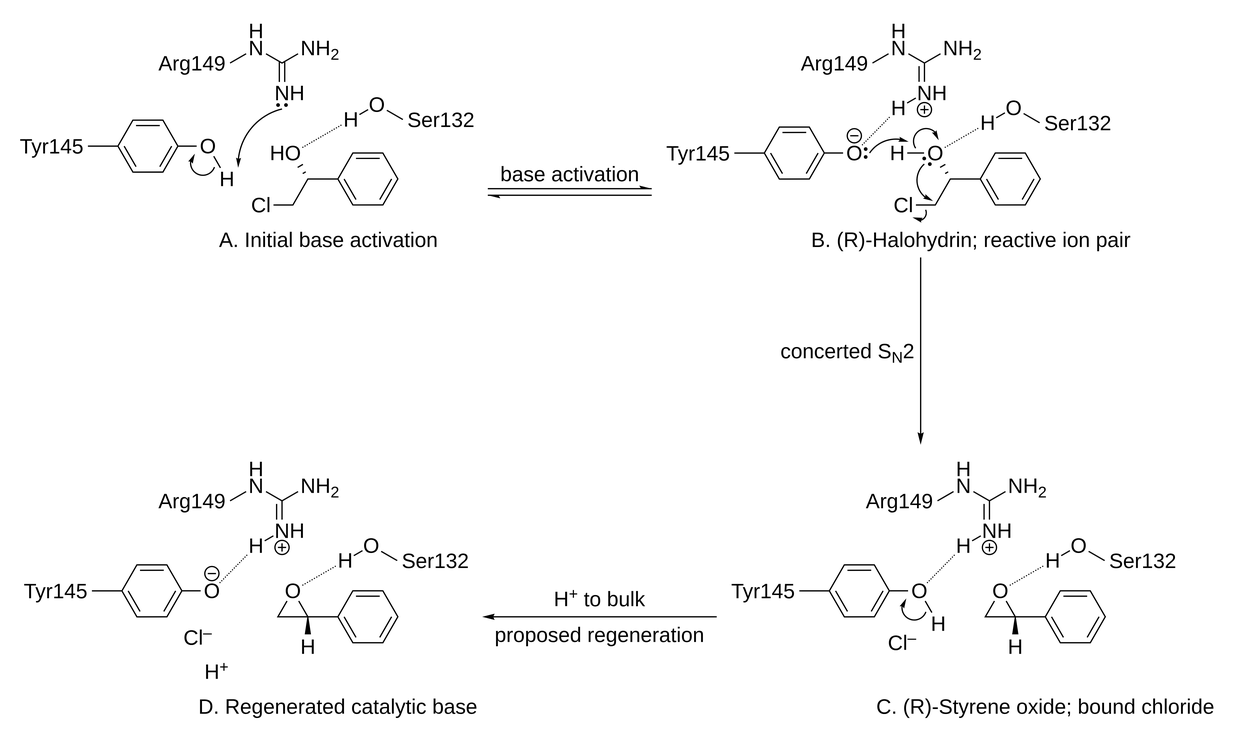 H
N
NH2
Arg149
NH
H
O
Ser132
Tyr145
O
H
HO
Cl
base activation
A. Initial base activation
H
N
NH2
Arg149
NH
H
⊕
H
O
Ser132
Tyr145
⊖
O
H
O
Cl
B. (R)-Halohydrin; reactive ion pair
concerted SN2
H
N
NH2
Arg149
NH
H
⊕
H
O
Ser132
Tyr145
⊖
O
O
H
Cl–
H+
D. Regenerated catalytic base
H+ to bulk
proposed regeneration
H
N
NH2
Arg149
NH
H
⊕
H
O
Ser132
Tyr145
O
H
O
H
Cl–
C. (R)-Styrene oxide; bound chloride